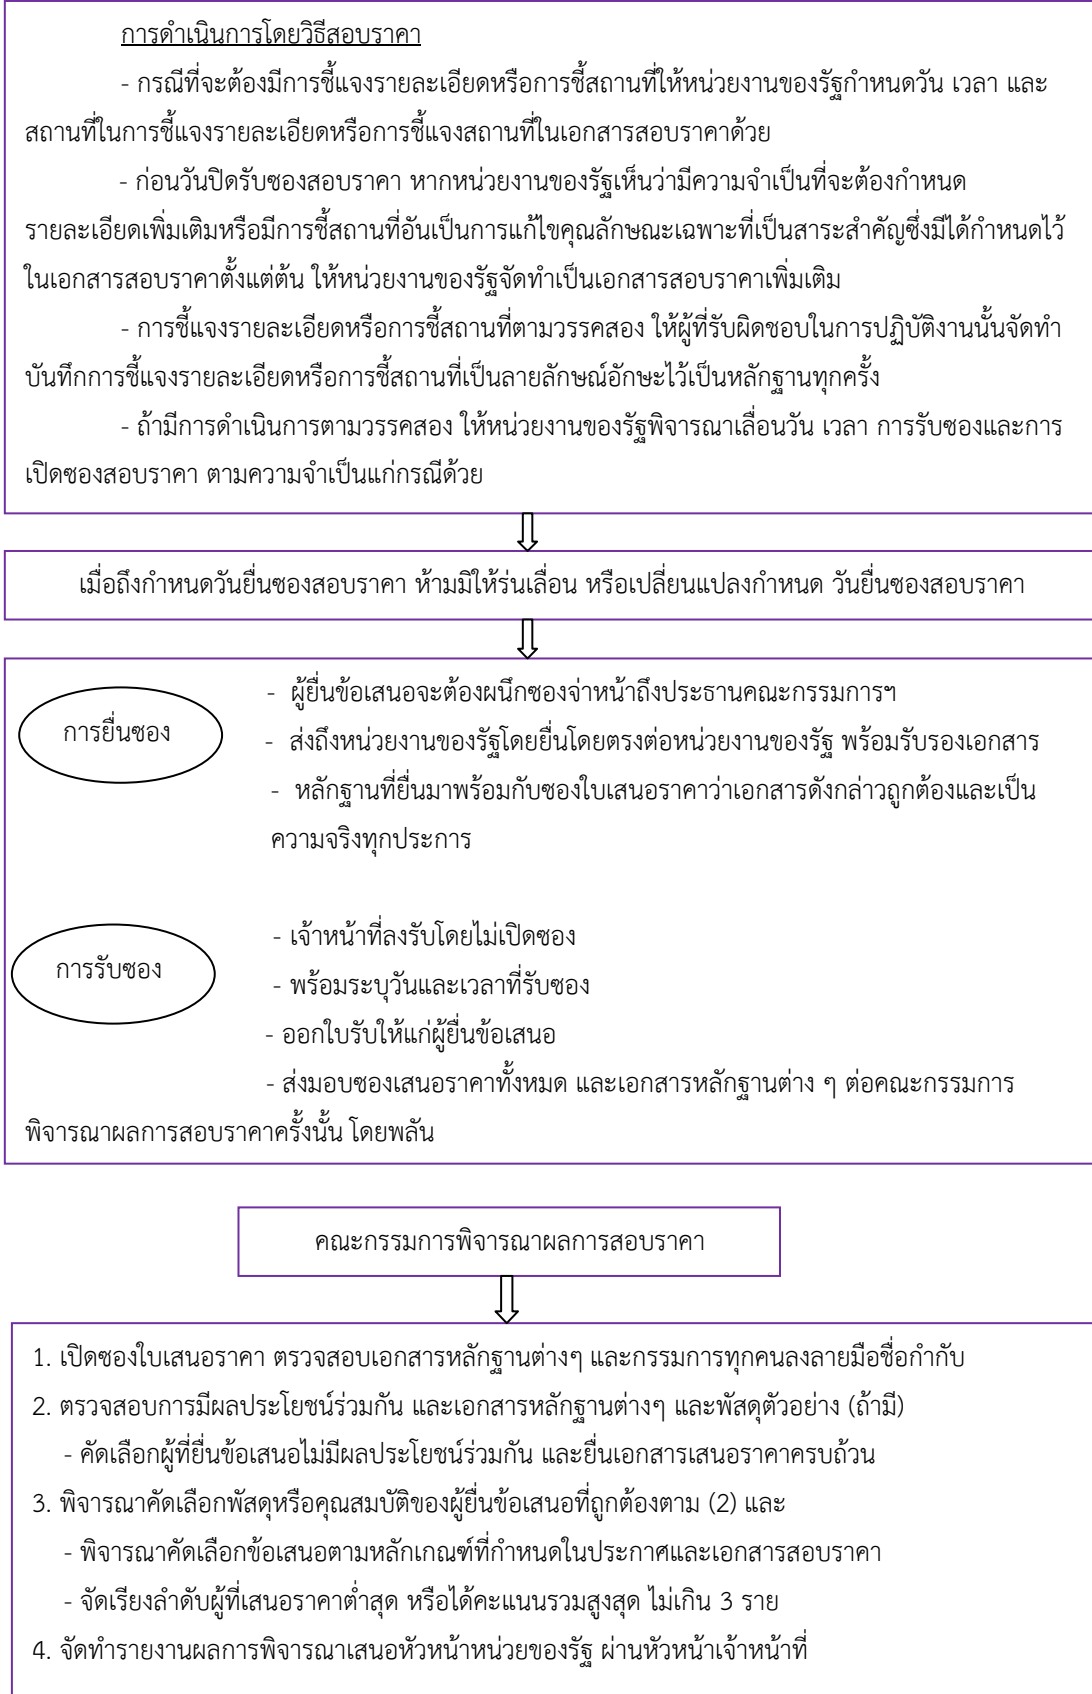 การดำเนินการโดยวิธีสอบราคา
- กรณีที่จะต้องมีการชี้แจงรายละเอียดหรือการชี้สถานที่ให้หน่วยงานของรัฐกำหนดวัน เวลา และ
สถานที่ในการชี้แจงรายละเอียดหรือการชี้แจงสถานที่ในเอกสารสอบราคาด้วย
- ก่อนวันปิดรับซองสอบราคา หากหน่วยงานของรัฐเห็นว่ามีความจำเป็นที่จะต้องกำหนด
รายละเอียดเพิ่มเติมหรือมีการชี้สถานที่อันเป็นการแก้ไขคุณลักษณะเฉพาะที่เป็นสาระสำคัญซึ่งมีได้กำหนดไว้
ในเอกสารสอบราคาตั้งแต่ต้น ให้หน่วยงานของรัฐจัดทำเป็นเอกสารสอบราคาเพิ่มเติม
- การชี้แจงรายละเอียดหรือการชี้สถานที่ตามวรรคสอง ให้ผู้ที่รับผิดชอบในการปฏิบัติงานนั้นจัดทำ
บันทึกการชี้แจงรายละเอียดหรือการชี้สถานที่เป็นลายลักษณ์อักษะไว้เป็นหลักฐานทุกครั้ง
- ถ้ามีการดำเนินการตามวรรคสอง ให้หน่วยงานของรัฐพิจารณาเลื่อนวัน เวลา การรับซองและการ
เปิดซองสอบราคา ตามความจำเป็นแก่กรณีด้วย
เมื่อถึงกำหนดวันยื่นซองสอบราคา ห้ามมิให้ร่นเลื่อน หรือเปลี่ยนแปลงกำหนด วันยื่นซองสอบราคา
การยื่นซอง
- ผู้ยื่นข้อเสนอจะต้องผนึกซองจ่าหน้าถึงประธานคณะกรรมการฯ
- ส่งถึงหน่วยงานของรัฐโดยยื่นโดยตรงต่อหน่วยงานของรัฐ พร้อมรับรองเอกสาร
- หลักฐานที่ยื่นมาพร้อมกับซองใบเสนอราคาว่าเอกสารดังกล่าวถูกต้องและเป็น
ความจริงทุกประการ
การรับซอง
- เจ้าหน้าที่ลงรับโดยไม่เปิดซอง
- พร้อมระบุวันและเวลาที่รับซอง
- ออกใบรับให้แก่ผู้ยื่นข้อเสนอ
- ส่งมอบซองเสนอราคาทั้งหมด และเอกสารหลักฐานต่าง ๆ ต่อคณะกรรมการ
พิจารณาผลการสอบราคาครั้งนั้น โดยพลัน
คณะกรรมการพิจารณาผลการสอบราคา
1. เปิดซองใบเสนอราคา ตรวจสอบเอกสารหลักฐานต่างๆ และกรรมการทุกคนลงลายมือชื่อกำกับ
2. ตรวจสอบการมีผลประโยชน์ร่วมกัน และเอกสารหลักฐานต่างๆ และพัสดุตัวอย่าง (ถ้ามี)
- คัดเลือกผู้ที่ยื่นข้อเสนอไม่มีผลประโยชน์ร่วมกัน และยื่นเอกสารเสนอราคาครบถ้วน
3. พิจารณาคัดเลือกพัสดุหรือคุณสมบัติของผู้ยื่นข้อเสนอที่ถูกต้องตาม (2) และ
- พิจารณาคัดเลือกข้อเสนอตามหลักเกณฑ์ที่กำหนดในประกาศและเอกสารสอบราคา
- จัดเรียงลำดับผู้ที่เสนอราคาต่ำสุด หรือได้คะแนนรวมสูงสุด ไม่เกิน 3 ราย
4. จัดทำรายงานผลการพิจารณาเสนอหัวหน้าหน่วยของรัฐ ผ่านหัวหน้าเจ้าหน้าที่